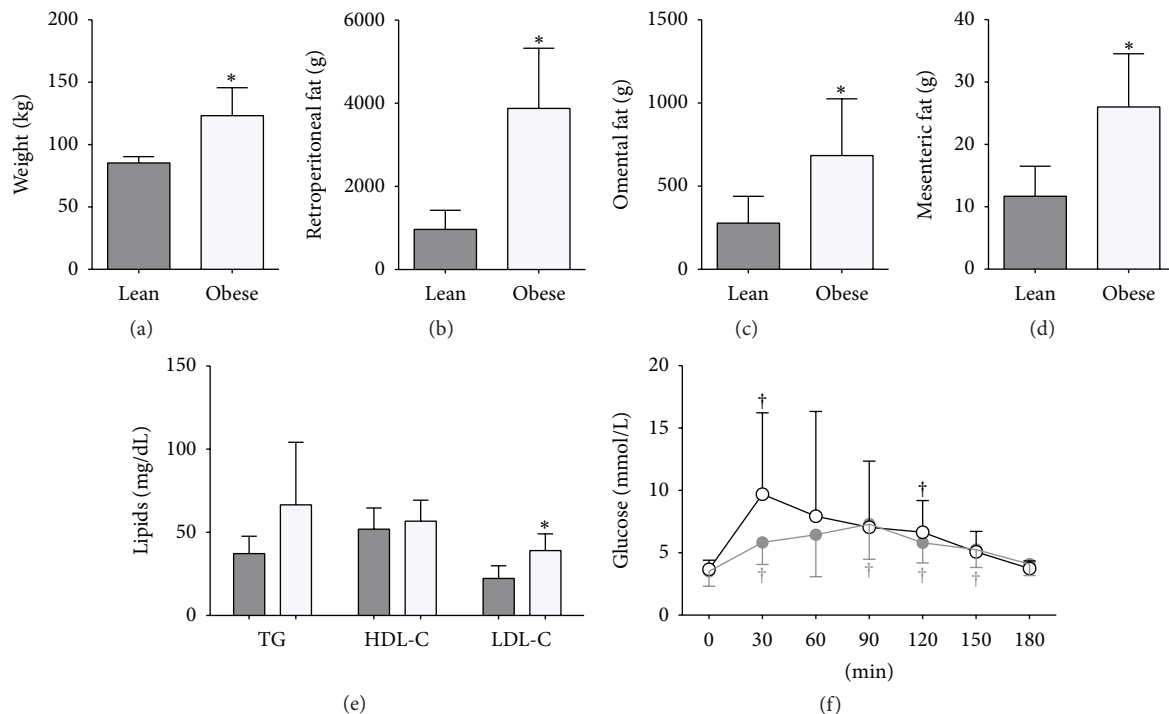 200
150
100
50
0
Weight (kg)
*
Lean Obese
(a)
6000
4000
2000
0
Retroperitoneal fat (g)
*
Lean Obese
(b)
1500
1000
500
0
Omental fat (g)
*
Lean Obese
(c)
40
30
20
10
0
Mesenteric fat (g)
*
Lean Obese
(d)
150
100
50
0
Lipids (mg/dL)
*
TG HDL-C LDL-C
(e)
20
15
10
5
0
Glucose (mmol/L)
† †
† † † †
0 30 60 90 120 150 180
(min)
(f)